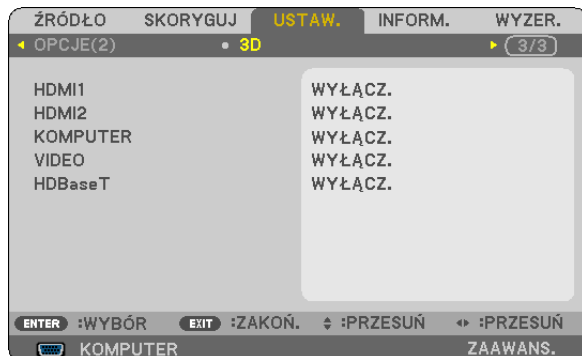 ŹRÓDŁO SKORYGUJ USTAW. INFORM. WYZER.
OPCJE(2) 3D 3/3
HDMI1 WYŁĄCZ.
HDMI2 WYŁĄCZ.
KOMPUTER WYŁĄCZ.
VIDEO WYŁĄCZ.
HDBaseT WYŁĄCZ.
ENTER :WYBÓR EXIT :ZAKOŃ. :PRZESUŃ :PRZESUŃ
KOMPUTER ZAAWANS.